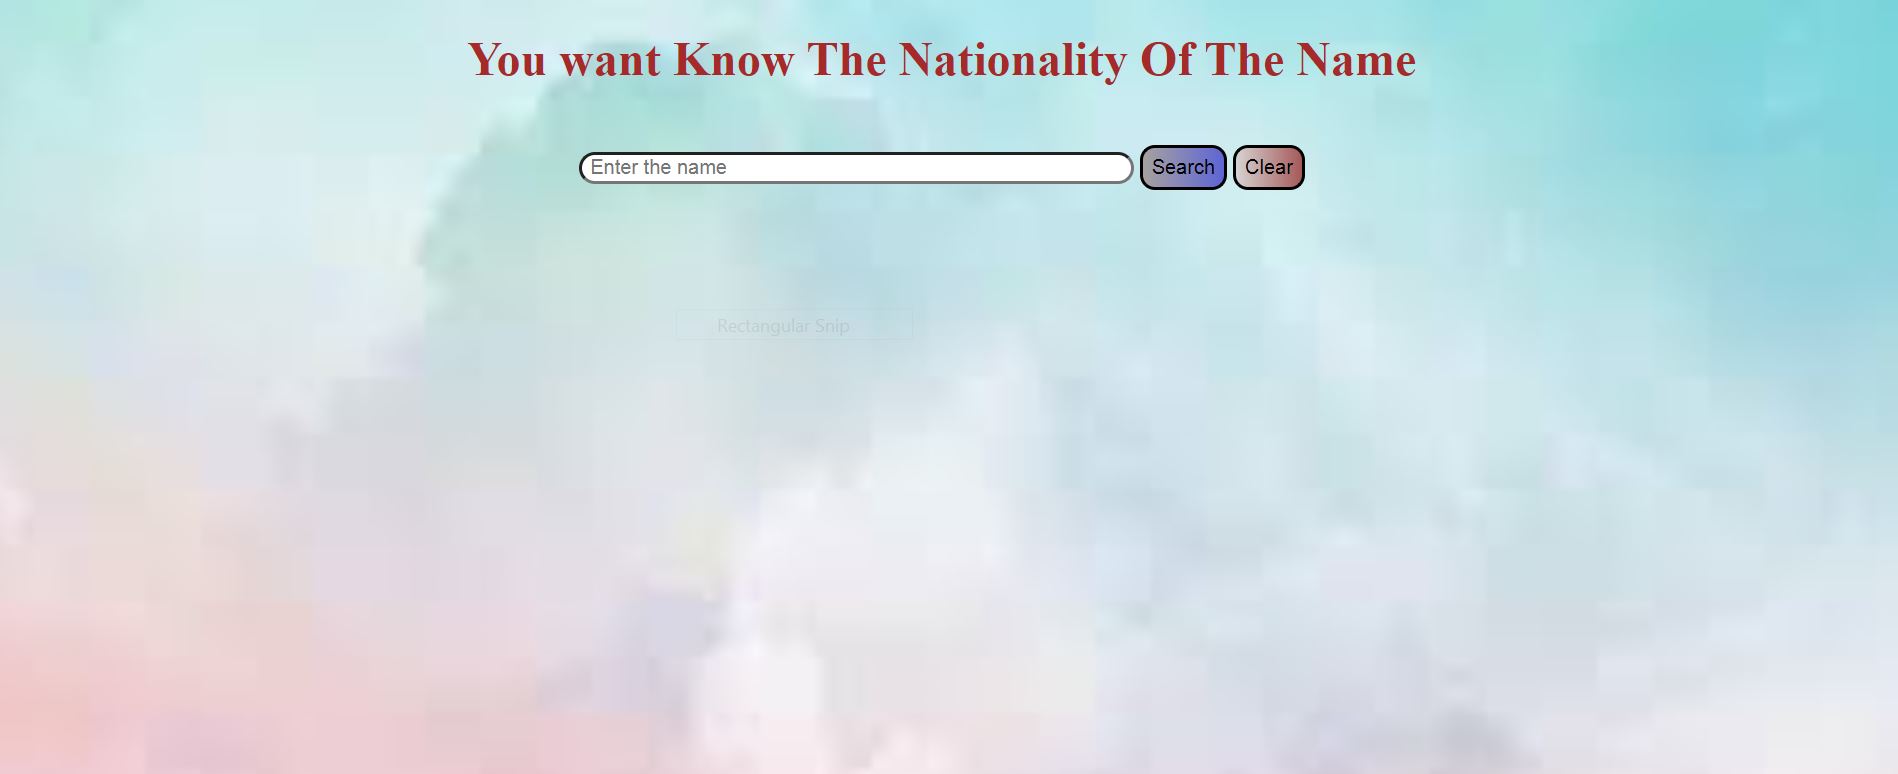 You want Know The Nationality Of The Name
Enter the name Search Clear
Rectangular Snip